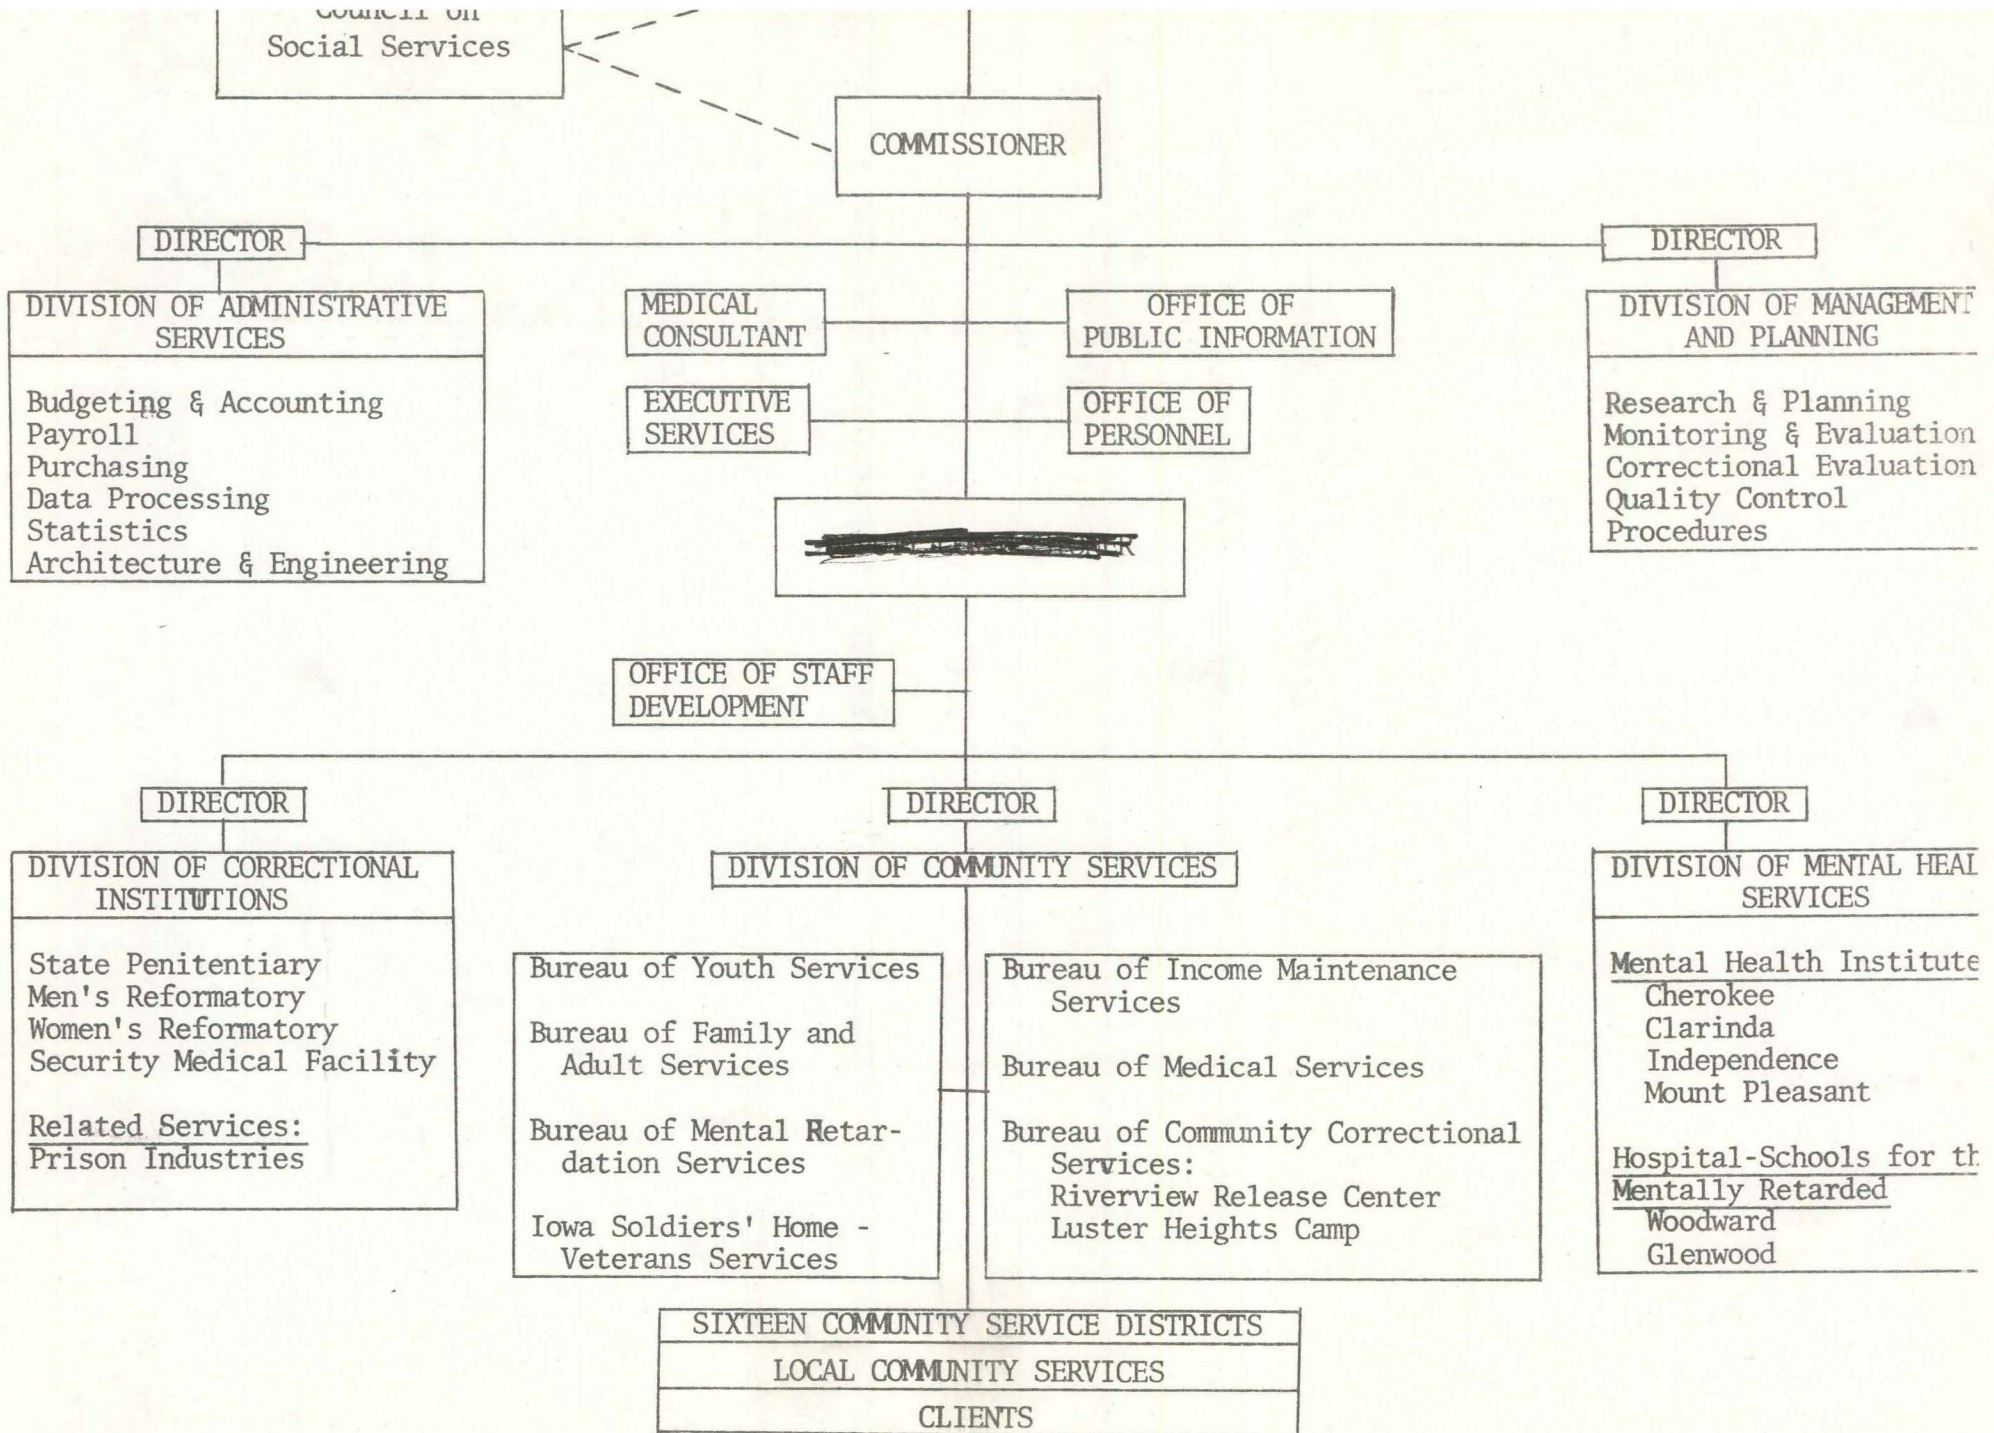 Council on
Social Services
COMMISSIONER
DIRECTOR
DIVISION OF ADMINISTRATIVE
SERVICES
Budgeting & Accounting
Payroll
Purchasing
Data Processing
Statistics
Architecture & Engineering
MEDICAL
CONSULTANT
OFFICE OF
PUBLIC INFORMATION
EXECUTIVE
SERVICES
OFFICE OF
PERSONNEL
DIRECTOR
DIVISION OF MANAGEMENT
AND PLANNING
Research & Planning
Monitoring & Evaluation
Correctional Evaluation
Quality Control
Procedures
OFFICE OF STAFF
DEVELOPMENT
DIRECTOR
DIVISION OF CORRECTIONAL
INSTITUTIONS
State Penitentiary
Men's Reformatory
Women's Reformatory
Security Medical Facility
Related Services:
Prison Industries
DIRECTOR
DIVISION OF COMMUNITY SERVICES
Bureau of Youth Services
Bureau of Family and
Adult Services
Bureau of Mental Retar-
dation Services
Iowa Soldiers' Home -
Veterans Services
Bureau of Income Maintenance
Services
Bureau of Medical Services
Bureau of Community Correctional
Services:
Riverview Release Center
Luster Heights Camp
DIRECTOR
DIVISION OF MENTAL HEAL
SERVICES
Mental Health Institute
Cherokee
Clarinda
Independence
Mount Pleasant
Hospital-Schools for th
Mentally Retarded
Woodward
Glenwood
SIXTEEN COMMUNITY SERVICE DISTRICTS
LOCAL COMMUNITY SERVICES
CLIENTS